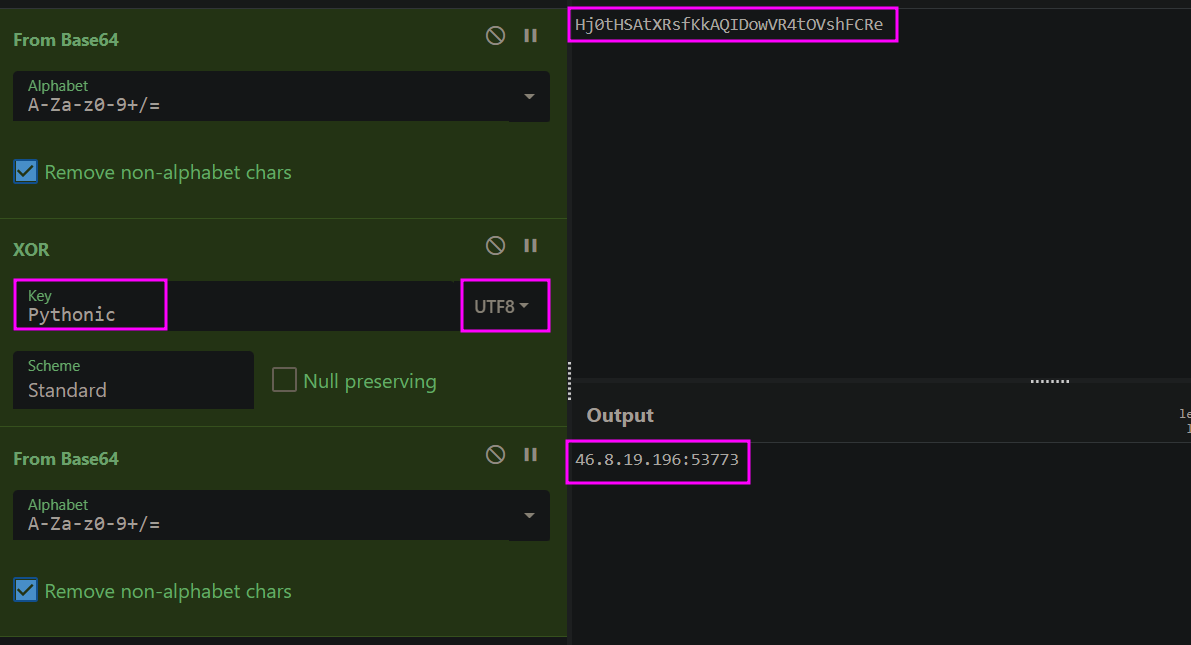 From Base64
Alphabet
A-Za-z0-9+/=
Remove non-alphabet chars
XOR
Key
Pythonic
UTF8
Scheme
Standard
Null preserving
From Base64
Alphabet
A-Za-z0-9+/=
Remove non-alphabet chars
Hj0tHSAtXRsfKkAQIDowVR4tOVshFCRe
Output
46.8.19.196:53773